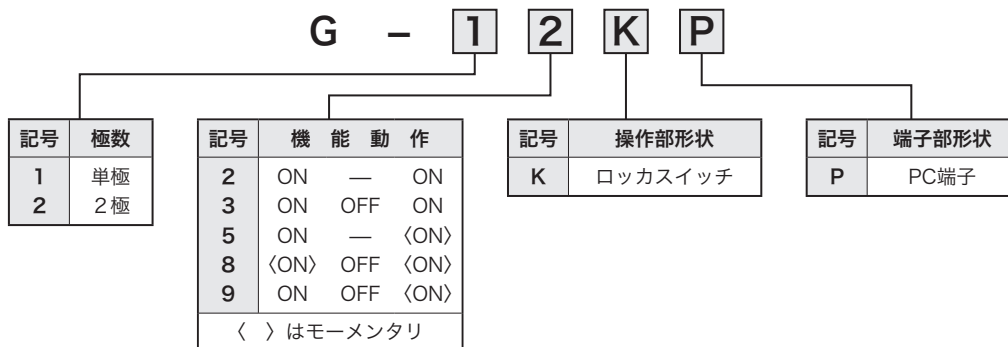 G － 1 2 K P
記号 極数
1 単極
2 2極
記号 機能動作
2 ON — ON
3 ON OFF ON
5 ON — 〈ON〉
8 〈ON〉 OFF 〈ON〉
9 ON OFF 〈ON〉
〈 〉はモーメンタリ
記号 操作部形状
K ロッカスイッチ
記号 端子部形状
P PC端子